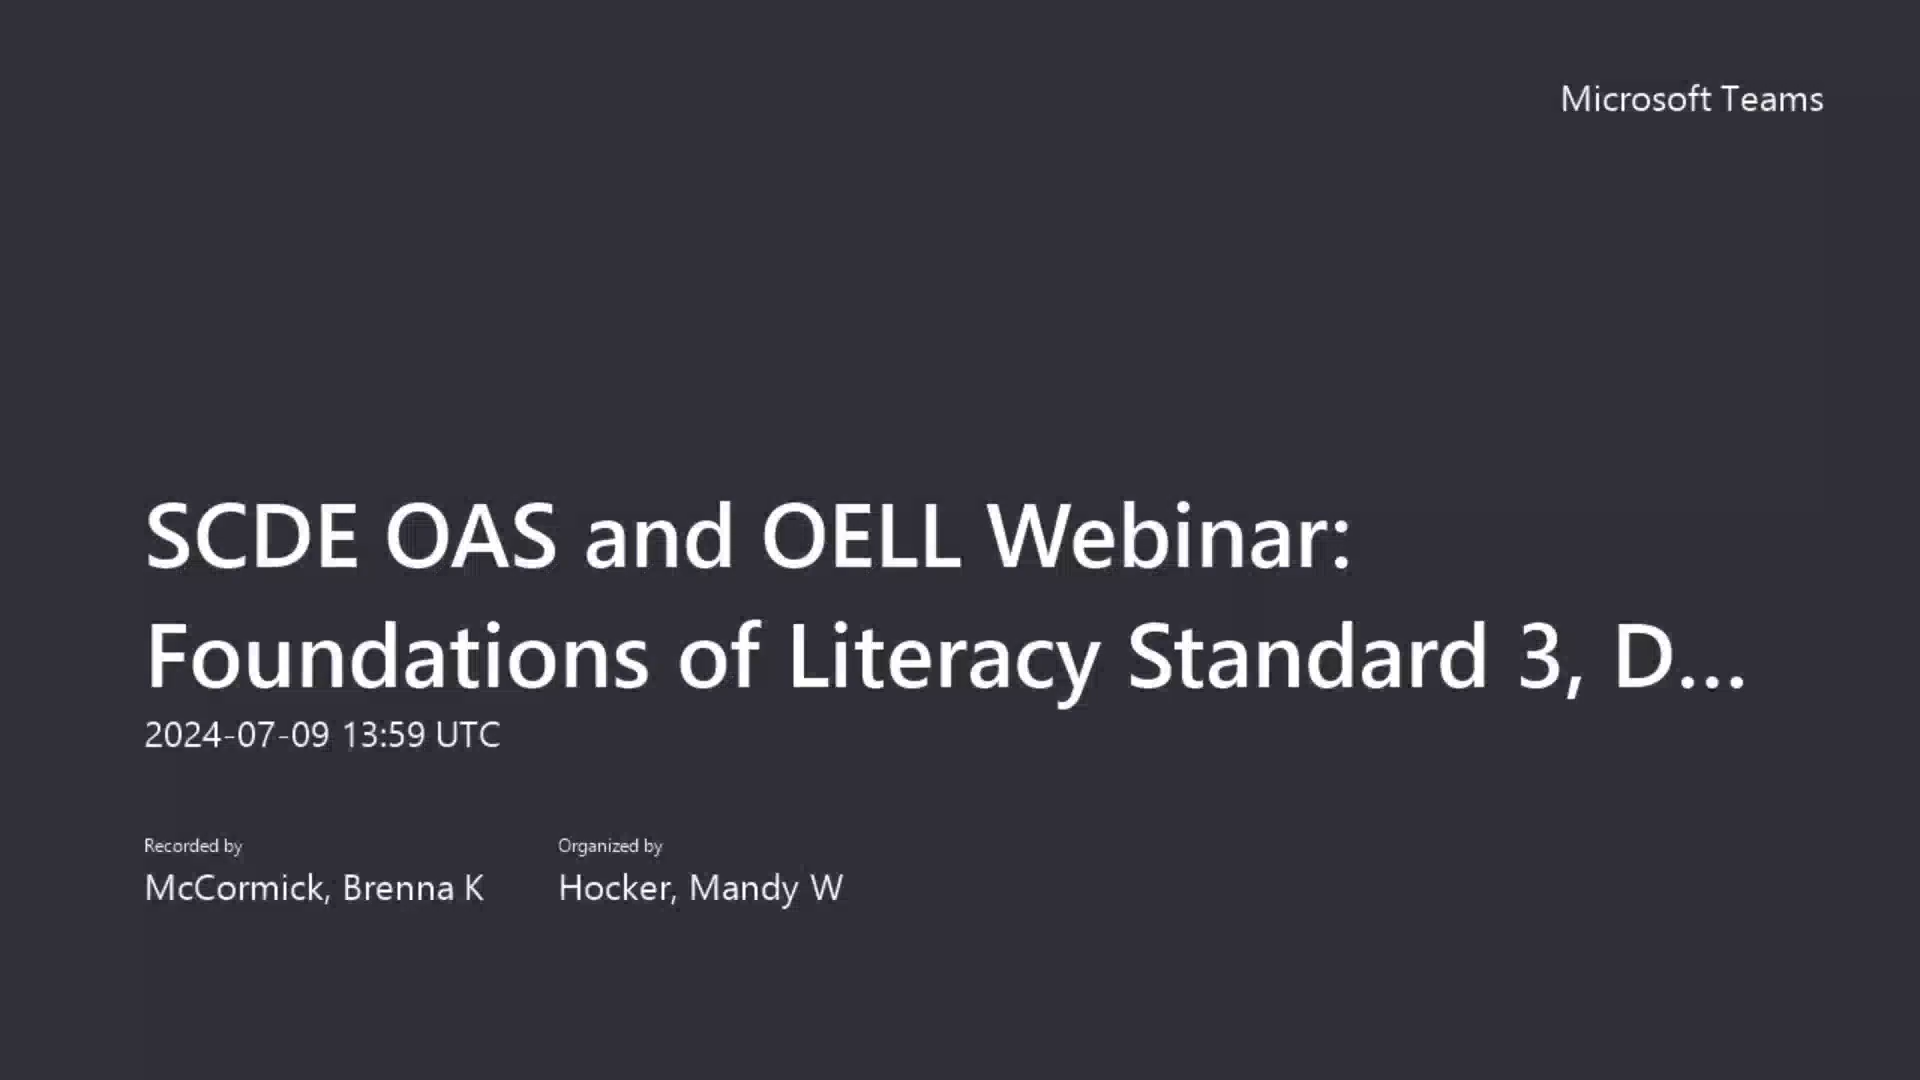 Microsoft Teams
SCDE OAS and OELL Webinar:
Foundations of Literacy Standard 3, D...
2024-07-09 13:59 UTC
Recorded by
Organized by
McCormick, Brenna K
Hocker, Mandy W